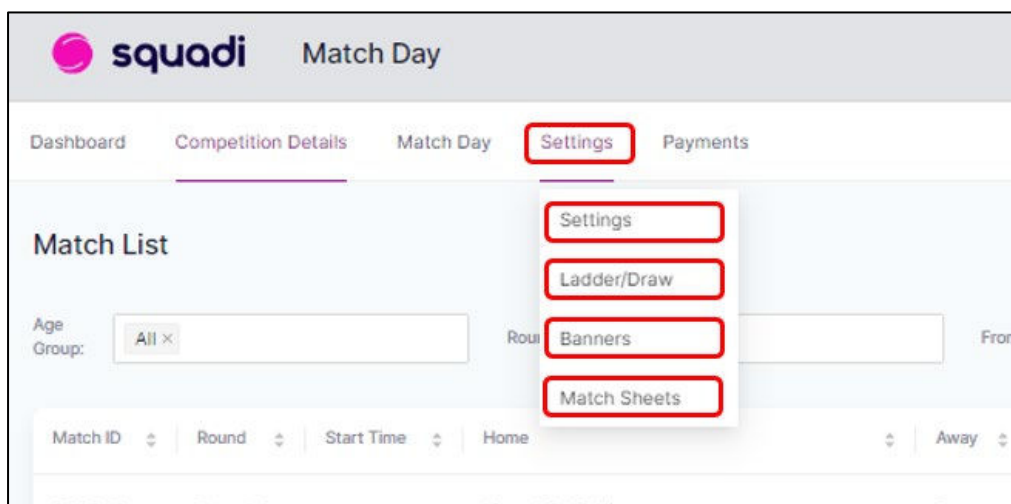 squadi Match Day
Dashboard Competition Details Match Day Settings Payments
Settings
Match List
Ladder/Draw
Age
Group: All × Banners
Match Sheets
Match ID Round Start Time Home Away